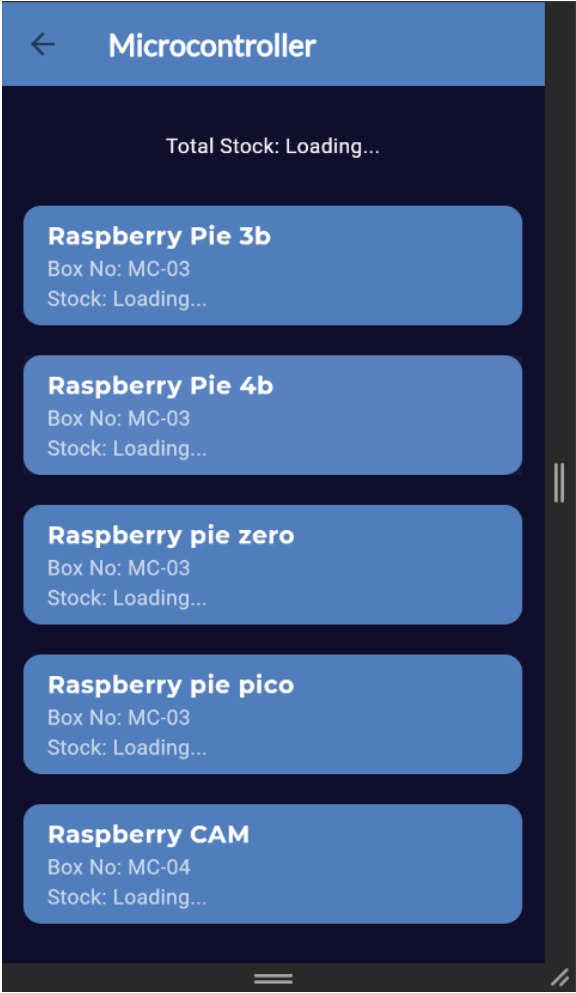 Microcontroller
Total Stock: Loading...
Raspberry Pie 3b
Box No: MC-03
Stock: Loading...
Raspberry Pie 4b
Box No: MC-03
Stock: Loading...
Raspberry pie zero
Box No: MC-03
Stock: Loading...
Raspberry pie pico
Box No: MC-03
Stock: Loading...
Raspberry CAM
Box No: MC-04
Stock: Loading...